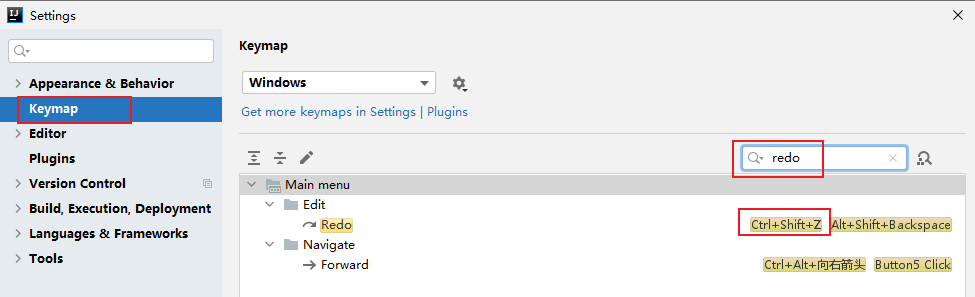 Settings
Keymap
Appearance & Behavior
Keymap
Editor
Plugins
Version Control
Build, Execution, Deployment
Languages & Frameworks
Tools
Windows
Get more keymaps in Settings | Plugins
redo
Main menu
Edit
Redo Ctrl+Shift+Z Alt+Shift+Backspace
Navigate
Forward Ctrl+Alt+向右箭头 Button5 Click